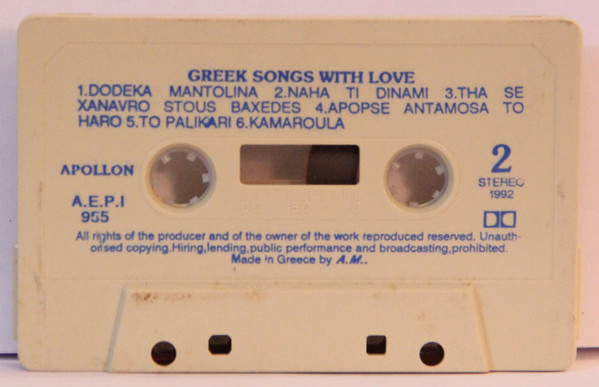 GREEK SONGS WITH LOVE
1.DODEKA MANTOLINA 2.NAHA TI DINAMI 3.THA SE
XANAVRO STOUS BAXEDES 4.APOPSE ANTAMOSA TO
HARO 5.TO PALIKARI 6.KAMAROULA
APOLLON
2
STEREO
1992
A.E.P.I
955
All rights of the producer and of the owner of the work reproduced reserved. Unauth-
orised copying.Hiring,lending,public performance and broadcasting,prohibited.
Made in Greece by A.M..